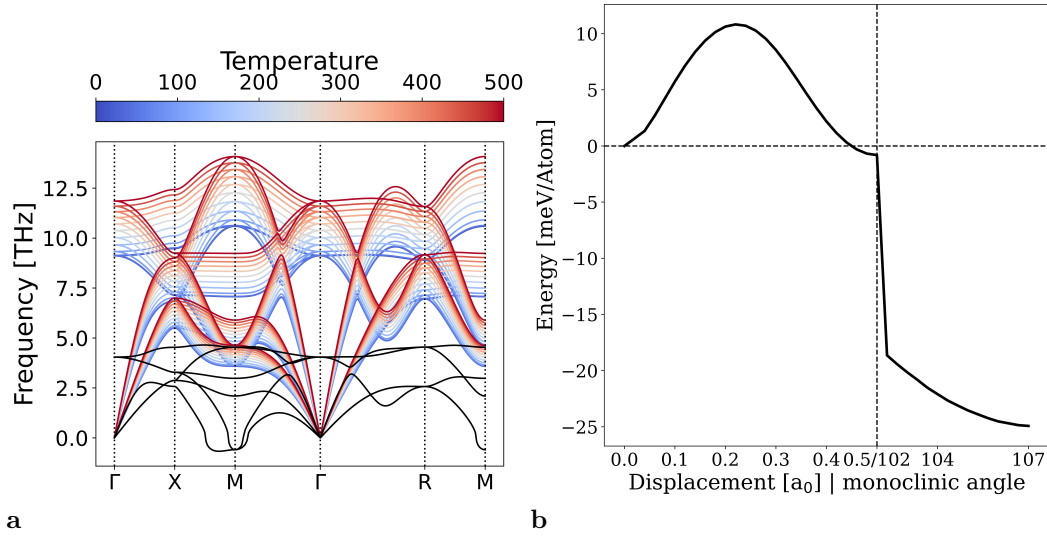 Temperature
0 100 200 300 400 500
Frequency [THz]
12.5
10.0
7.5
5.0
2.5
0.0
Γ X M Γ R M
a
Energy [meV/Atom]
10
5
0
−5
−10
−15
−20
−25
0.0 0.1 0.2 0.3 0.4 0.5/102 104 107
Displacement [a₀] | monoclinic angle
b